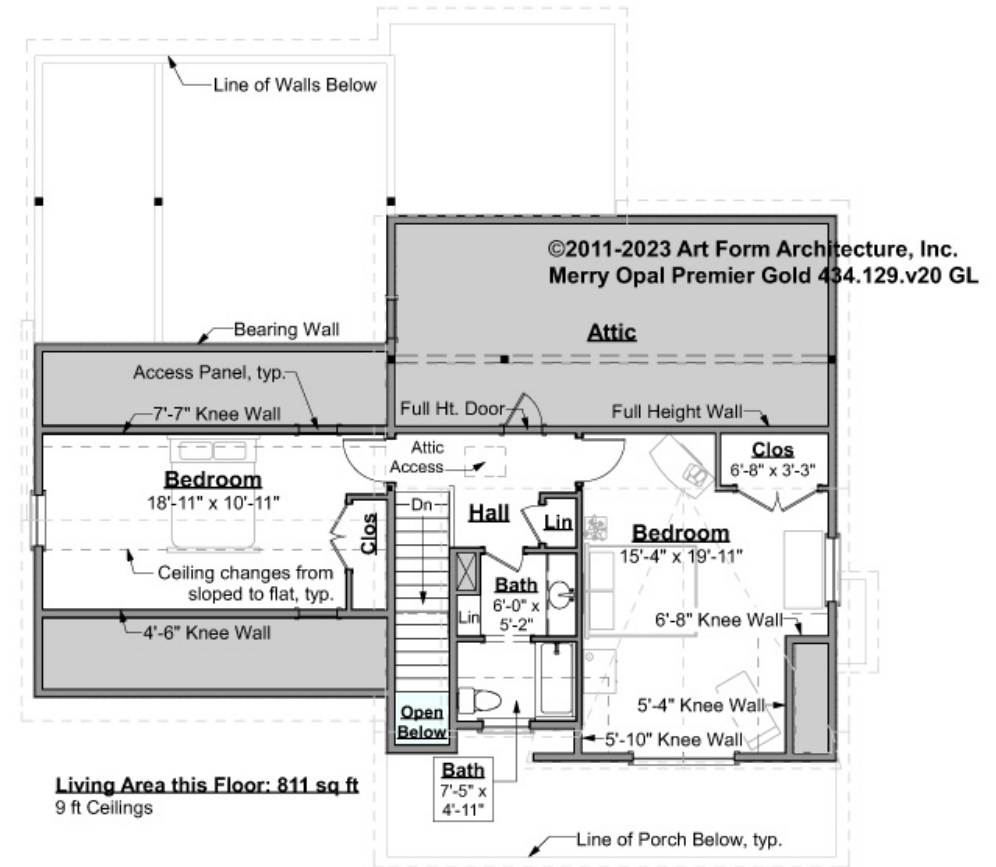 Line of Walls Below
©2011-2023 Art Form Architecture, Inc.
Merry Opal Premier Gold 434.129.v20 GL
Bearing Wall
Attic
Access Panel, typ.
7'-7" Knee Wall
Full Ht. Door
Full Height Wall
Attic
Access
Clos
6'-8" x 3'-3"
Bedroom
18'-11" x 10'-11"
Dn
Hall
Lin
Clos
Bedroom
15'-4" x 19'-11"
Ceiling changes from
sloped to flat, typ.
Bath
6'-0" x
5'-2"
Lin
6'-8" Knee Wall
4'-6" Knee Wall
5'-4" Knee Wall
Open
Below
5'-10" Knee Wall
Bath
7'-5" x
4'-11"
Living Area this Floor: 811 sq ft
9 ft Ceilings
Line of Porch Below, typ.